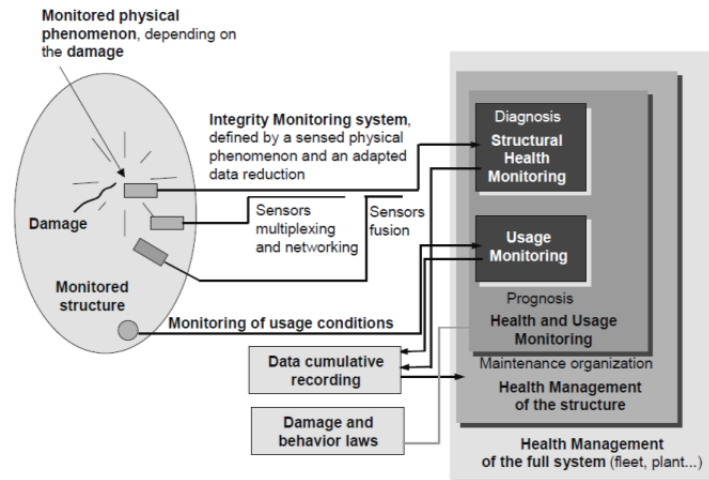 Monitored physical
phenomenon, depending on
the damage
Integrity Monitoring system,
defined by a sensed physical
phenomenon and an adapted
data reduction
Diagnosis
Structural
Health
Monitoring
Damage
Sensors
multiplexing
and networking
Sensors
fusion
Usage
Monitoring
Monitored
structure
Monitoring of usage conditions
Prognosis
Health and Usage
Monitoring
Data cumulative
recording
Maintenance organization
Health Management
of the structure
Damage and
behavior laws
Health Management
of the full system (fleet, plant...)